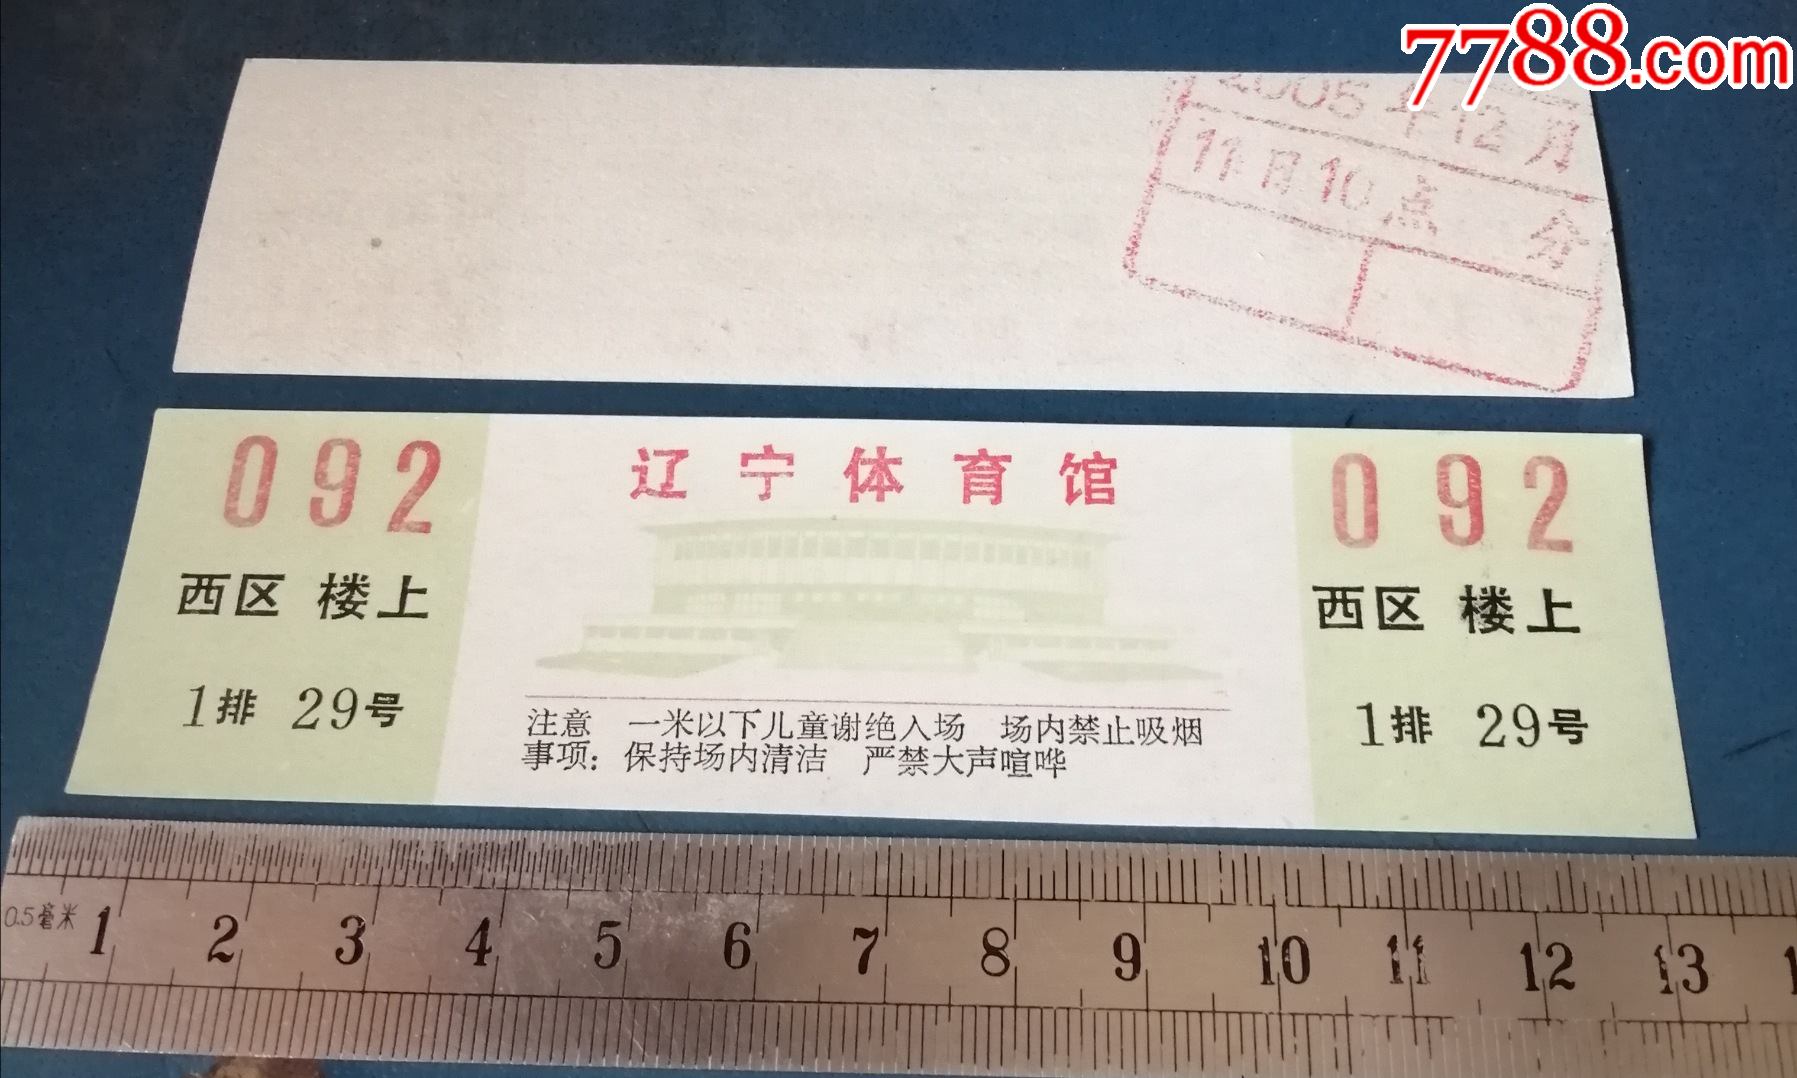 7788.com
2005年12月
11日10点 分
092 辽宁体育馆 092
西区 楼上 西区 楼上
1排 29号 1排 29号
注意 一米以下儿童谢绝入场 场内禁止吸烟
事项：保持场内清洁 严禁大声喧哗
0.5毫米 1 2 3 4 5 6 7 8 9 10 11 12 13